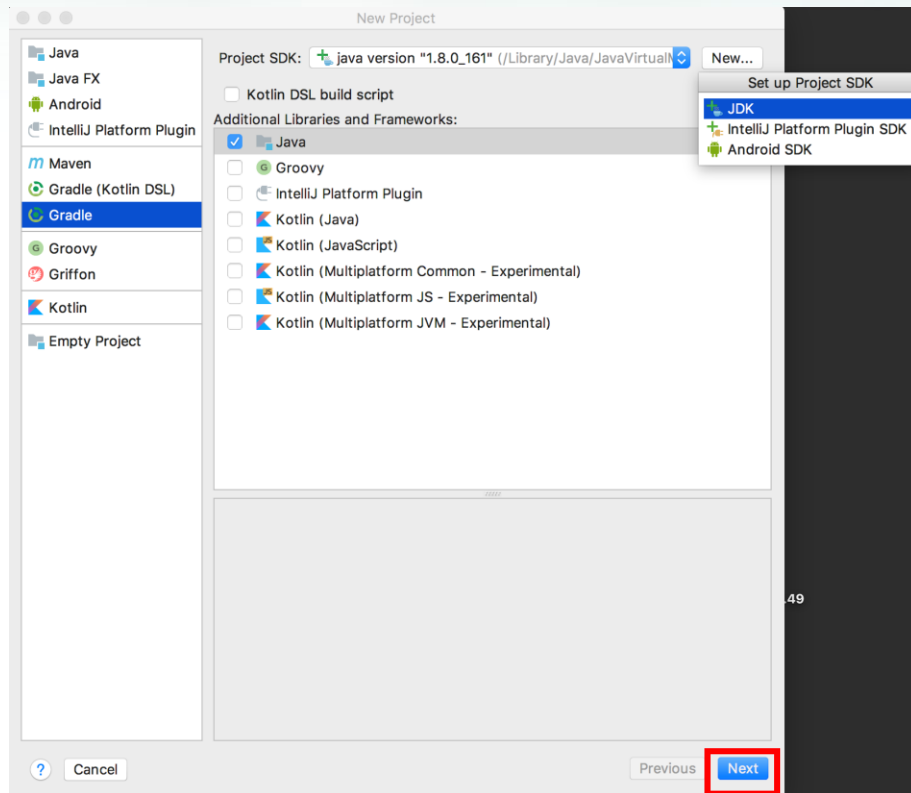 New Project
Java
Java FX
Android
IntelliJ Platform Plugin
Maven
Gradle (Kotlin DSL)
Gradle
Groovy
Griffon
Kotlin
Empty Project
Project SDK: java version "1.8.0_161" (/Library/Java/JavaVirtualM New...
Kotlin DSL build script
Additional Libraries and Frameworks:
Java
Groovy
IntelliJ Platform Plugin
Kotlin (Java)
Kotlin (JavaScript)
Kotlin (Multiplatform Common - Experimental)
Kotlin (Multiplatform JS - Experimental)
Kotlin (Multiplatform JVM - Experimental)
Set up Project SDK
JDK
IntelliJ Platform Plugin SDK
Android SDK
.49
? Cancel Previous Next